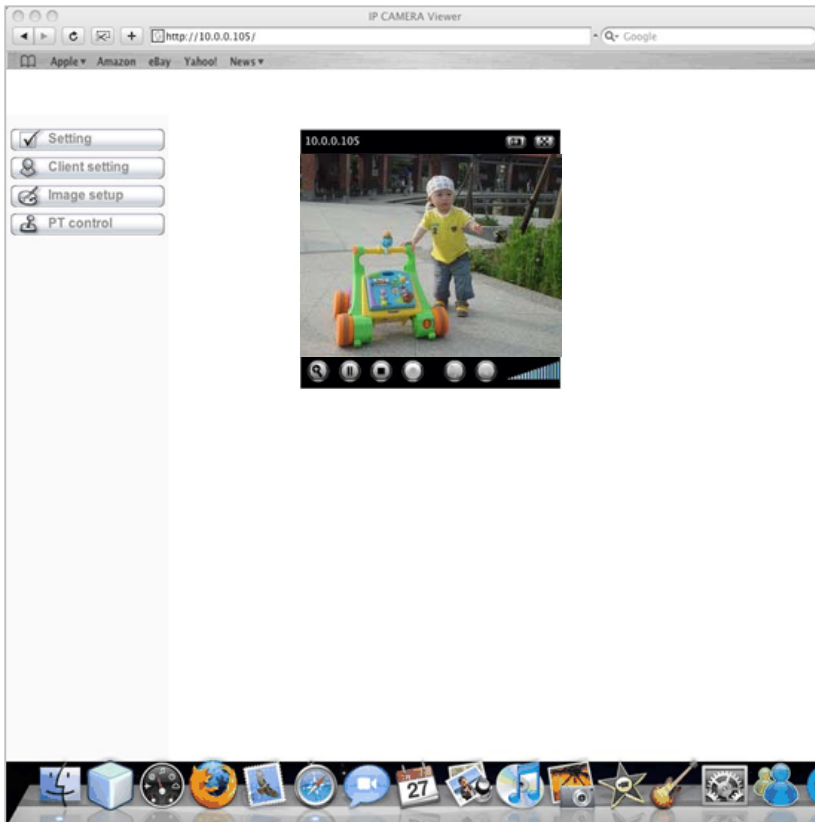 IP CAMERA Viewer
http://10.0.0.105/
Google
Apple Amazon eBay Yahoo! News
Setting
Client setting
Image setup
PT control
10.0.0.105
27